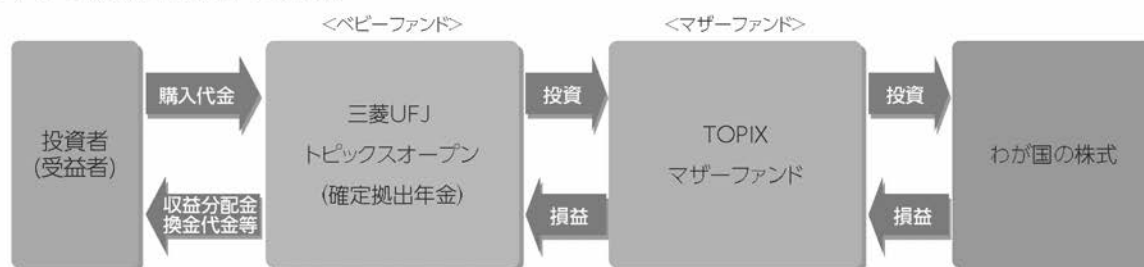 <ベビーファンド>
<マザーファンド>
投資者
(受益者)
購入代金
収益分配金
換金代金等
三菱UFJ
トピックスオープン
(確定拠出年金)
投資
損益
TOPIX
マザーファンド
投資
損益
わが国の株式